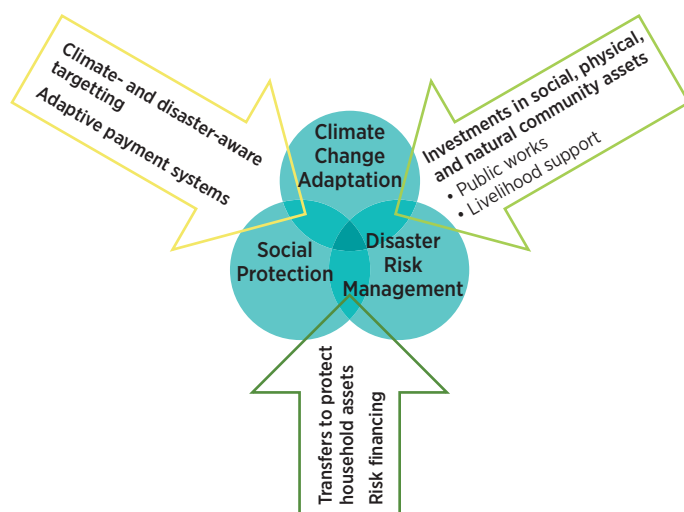 Climate- and disaster-aware
targetting
Adaptive payment systems
Investments in social, physical,
and natural community assets
• Public works
• Livelihood support
Climate
Change
Adaptation
Social
Protection
Disaster
Risk
Management
Transfers to protect
household assets
Risk financing